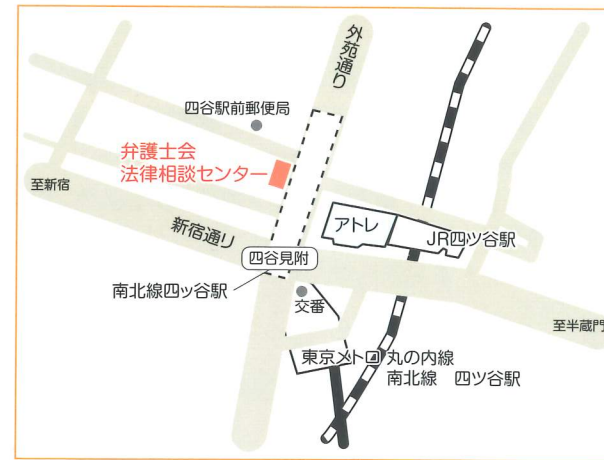 外苑通り
四谷駅前郵便局
弁護士会
法律相談センター
至新宿
アトレ
新宿通り
JR四ツ谷駅
四谷見附
南北線四ッ谷駅
交番
至半蔵門
東京メトロ 丸の内線
南北線 四ツ谷駅